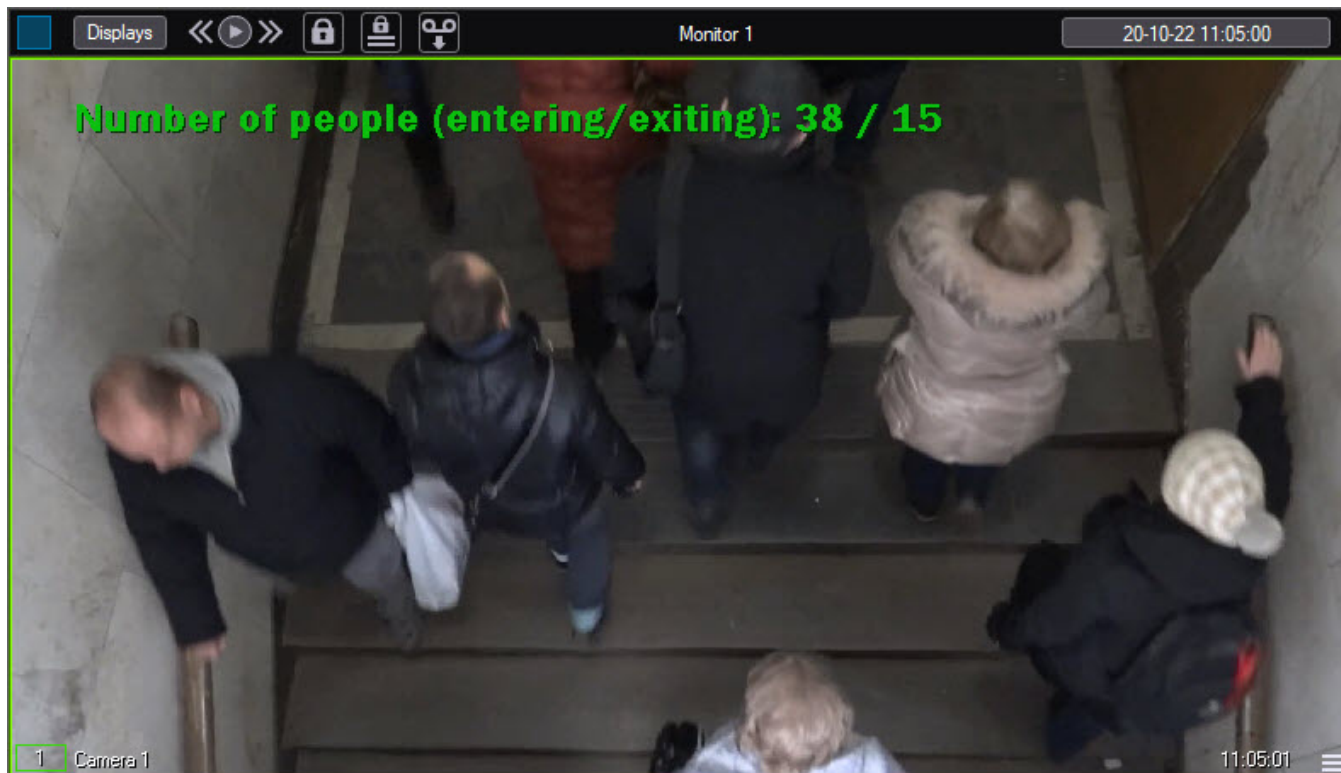 Displays
Monitor 1
20-10-22 11:05:00
Number of people (entering/exiting): 38 / 15
1 Camera 1
11:05:01